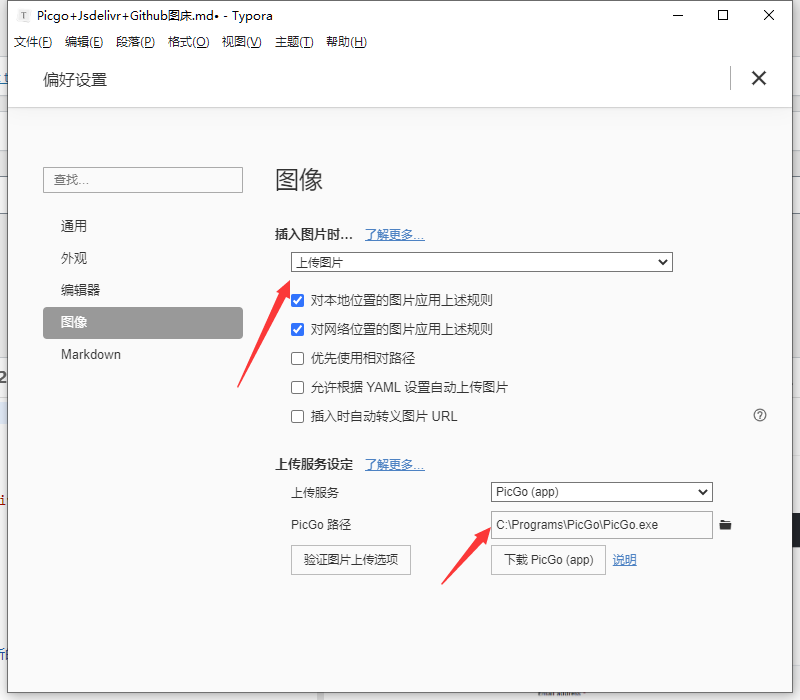 Picgo+Jsdelivr+Github图床.md• - Typora
文件(F) 编辑(E) 段落(P) 格式(O) 视图(V) 主题(T) 帮助(H)
偏好设置
查找...
通用
外观
编辑器
图像
Markdown
图像
插入图片时... 了解更多...
上传图片
对本地位置的图片应用上述规则
对网络位置的图片应用上述规则
优先使用相对路径
允许根据 YAML 设置自动上传图片
插入时自动转义图片 URL
上传服务设定 了解更多...
上传服务 PicGo (app)
PicGo 路径 C:\Programs\PicGo\PicGo.exe
验证图片上传选项 下载 PicGo (app) 说明